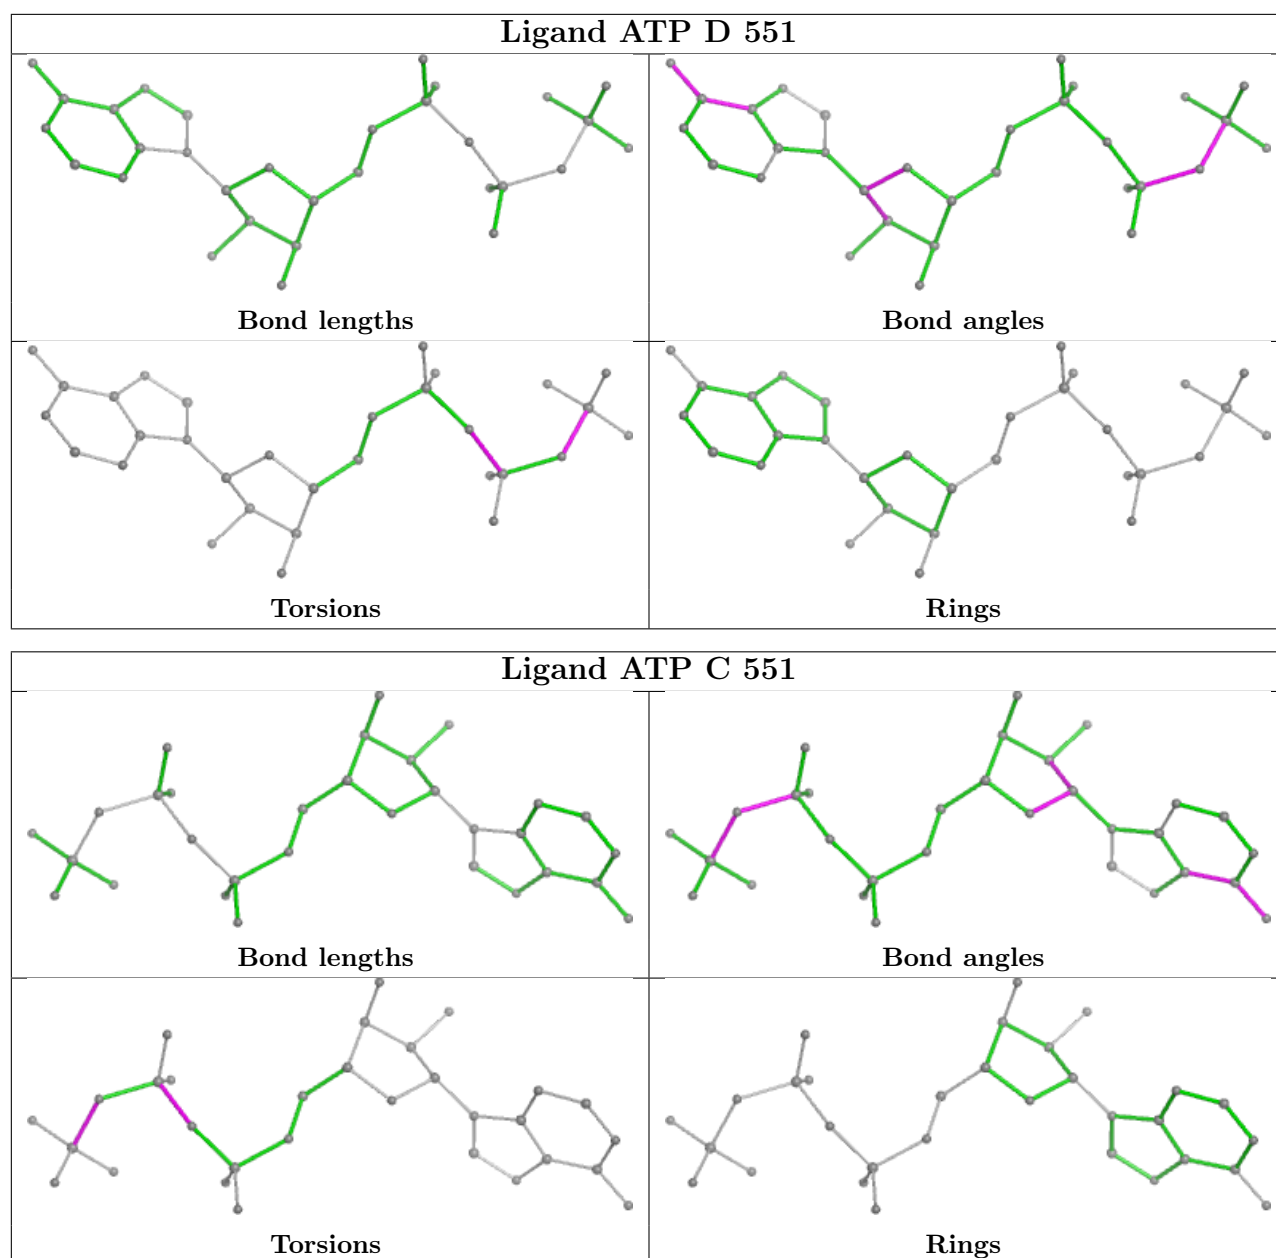 Ligand ATP D 551
Bond lengths
Bond angles
Torsions
Rings
Ligand ATP C 551
Bond lengths
Bond angles
Torsions
Rings